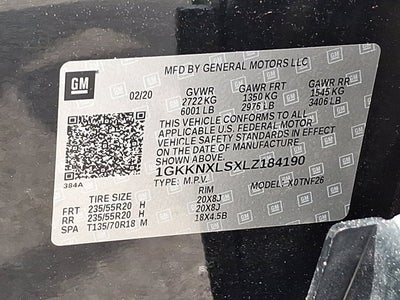 GM
MFD BY GENERAL MOTORS LLC
02/20 GVWR GAWR FRT GAWR RR
2722 KG 1350 KG 1545 KG
6001 LB 2976 LB 3406 LB
THIS VEHICLE CONFORMS TO ALL
APPLICABLE U.S. FEDERAL MOTOR
VEHICLE SAFETY STANDARDS IN EFFECT
ON THE DATE OF MANUFACTURE
SHOWN ABOVE.
1GKKNXLSXLZ184190
384A TYPE: M.P.V. MODEL: X0TNF26
TIRE SIZE RIM
FRT 235/55R20 H 20X8J
RR 235/55R20 H 20X8J
SP T135/70R18 M 18X4.5B